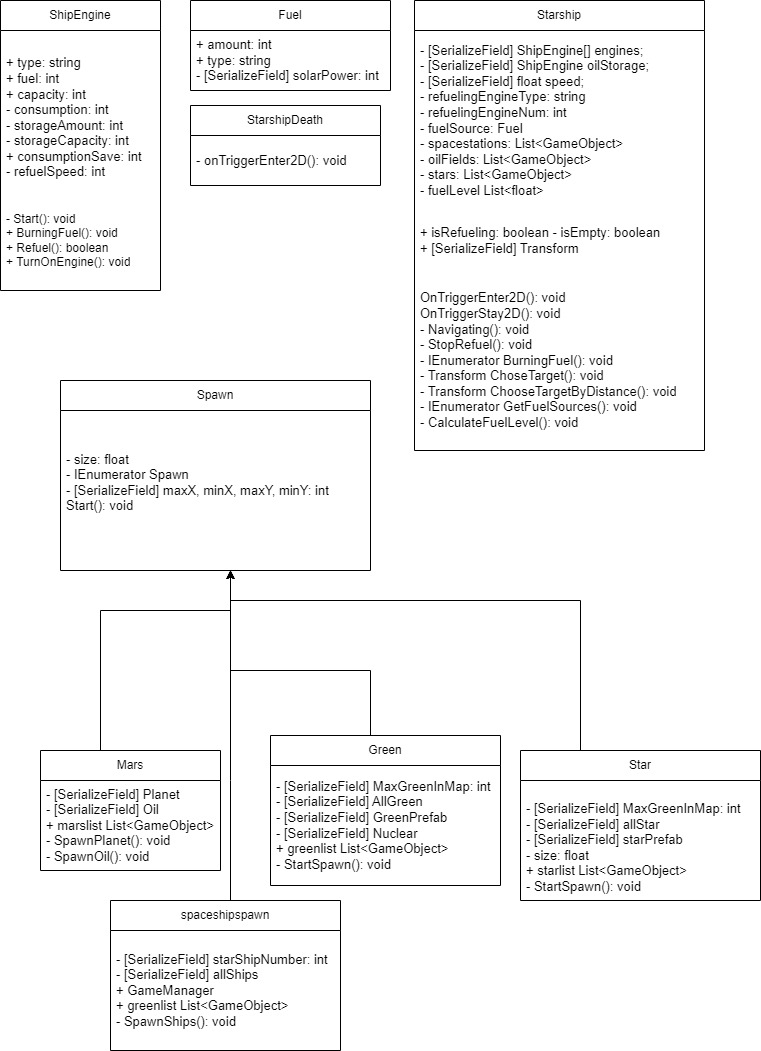 ShipEngine
+ type: string
+ fuel: int
+ capacity: int
- consumption: int
- storageAmount: int
- storageCapacity: int
+ consumptionSave: int
- refuelSpeed: int
- Start(): void
+ BurningFuel(): void
+ Refuel(): boolean
+ TurnOnEngine(): void
Fuel
+ amount: int
+ type: string
- [SerializeField] solarPower: int
StarshipDeath
- onTriggerEnter2D(): void
Starship
- [SerializeField] ShipEngine[] engines;
- [SerializeField] ShipEngine oilStorage;
- [SerializeField] float speed;
- refuelingEngineType: string
- refuelingEngineNum: int
- fuelSource: Fuel
- spacestations: List<GameObject>
- oilFields: List<GameObject>
- stars: List<GameObject>
- fuelLevel List<float>
+ isRefueling: boolean - isEmpty: boolean
+ [SerializeField] Transform
OnTriggerEnter2D(): void
OnTriggerStay2D(): void
- Navigating(): void
- StopRefuel(): void
- IEnumerator BurningFuel(): void
- Transform ChoseTarget(): void
- Transform ChooseTargetByDistance(): void
- IEnumerator GetFuelSources(): void
- CalculateFuelLevel(): void
Spawn
- size: float
- IEnumerator Spawn
- [SerializeField] maxX, minX, maxY, minY: int
Start(): void
Mars
- [SerializeField] Planet
- [SerializeField] Oil
+ marslist List<GameObject>
- SpawnPlanet(): void
- SpawnOil(): void
Green
- [SerializeField] MaxGreenInMap: int
- [SerializeField] AllGreen
- [SerializeField] GreenPrefab
- [SerializeField] Nuclear
+ greenlist List<GameObject>
- StartSpawn(): void
Star
- [SerializeField] MaxGreenInMap: int
- [SerializeField] allStar
- [SerializeField] starPrefab
- size: float
+ starlist List<GameObject>
- StartSpawn(): void
spaceshipspawn
- [SerializeField] starShipNumber: int
- [SerializeField] allShips
+ GameManager
+ greenlist List<GameObject>
- SpawnShips(): void